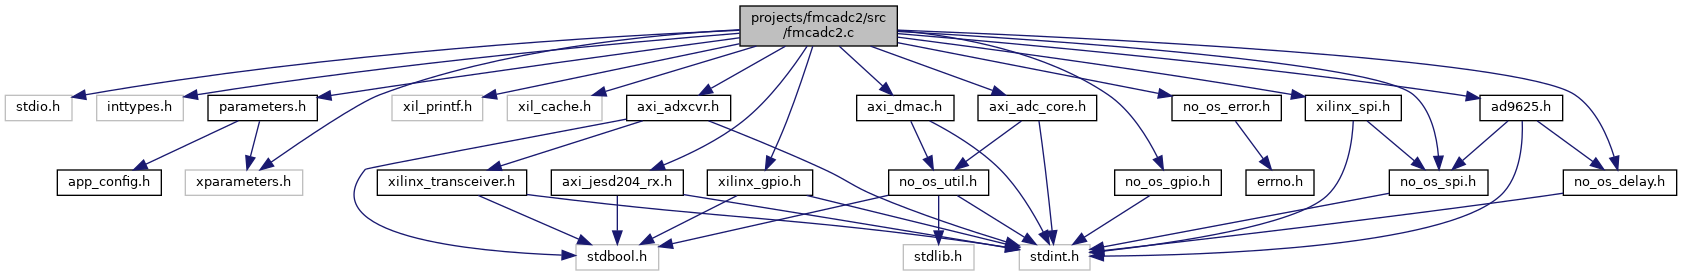 projects/fmcadc2/src
/fmcadc2.c
stdio.h
inttypes.h
parameters.h
xil_printf.h
xil_cache.h
axi_adxcvr.h
axi_dmac.h
axi_adc_core.h
no_os_error.h
xilinx_spi.h
ad9625.h
app_config.h
xparameters.h
xilinx_transceiver.h
axi_jesd204_rx.h
xilinx_gpio.h
no_os_util.h
no_os_gpio.h
errno.h
no_os_spi.h
no_os_delay.h
stdbool.h
stdlib.h
stdint.h